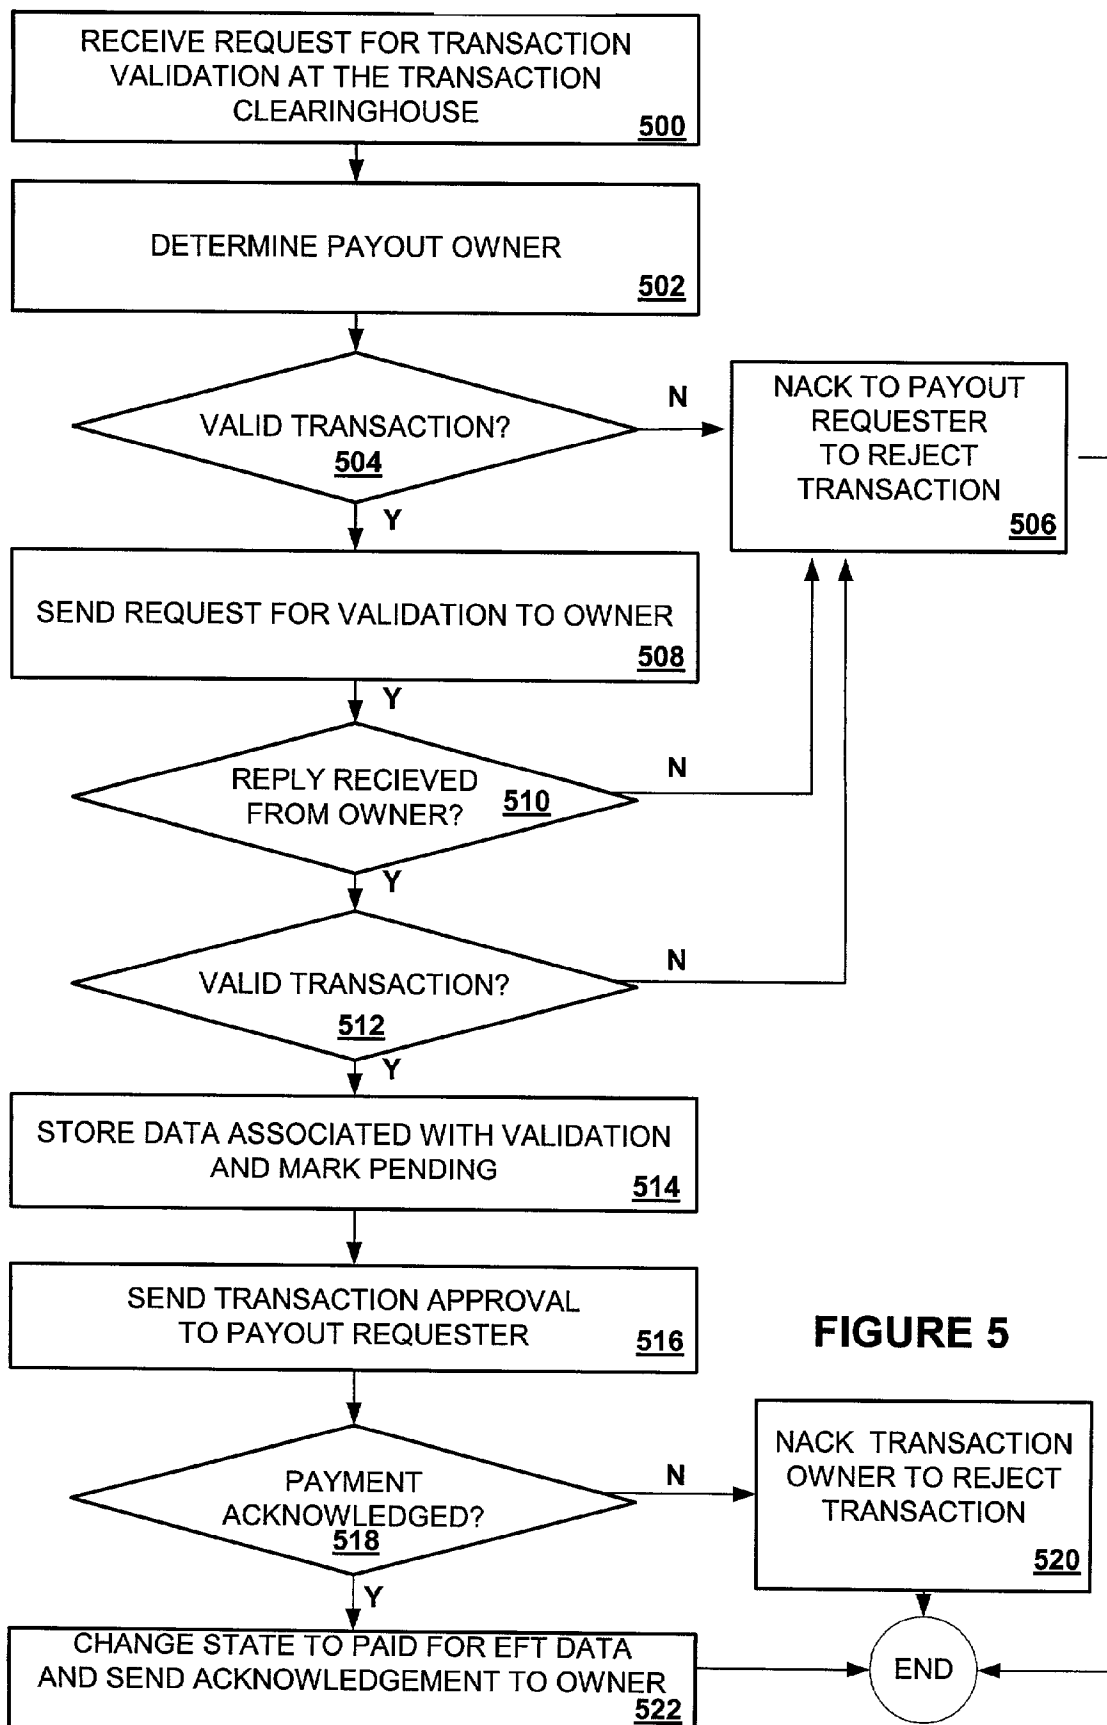 RECEIVE REQUEST FOR TRANSACTION
VALIDATION AT THE TRANSACTION
CLEARINGHOUSE
500
DETERMINE PAYOUT OWNER
502
VALID TRANSACTION?
504
N
Y
NACK TO PAYOUT
REQUESTER
TO REJECT
TRANSACTION
506
SEND REQUEST FOR VALIDATION TO OWNER
508
Y
REPLY RECIEVED
FROM OWNER?
510
N
Y
VALID TRANSACTION?
512
N
Y
STORE DATA ASSOCIATED WITH VALIDATION
AND MARK PENDING
514
SEND TRANSACTION APPROVAL
TO PAYOUT REQUESTER
516
FIGURE 5
PAYMENT
ACKNOWLEDGED?
518
N
Y
NACK TRANSACTION
OWNER TO REJECT
TRANSACTION
520
CHANGE STATE TO PAID FOR EFT DATA
AND SEND ACKNOWLEDGEMENT TO OWNER
522
END